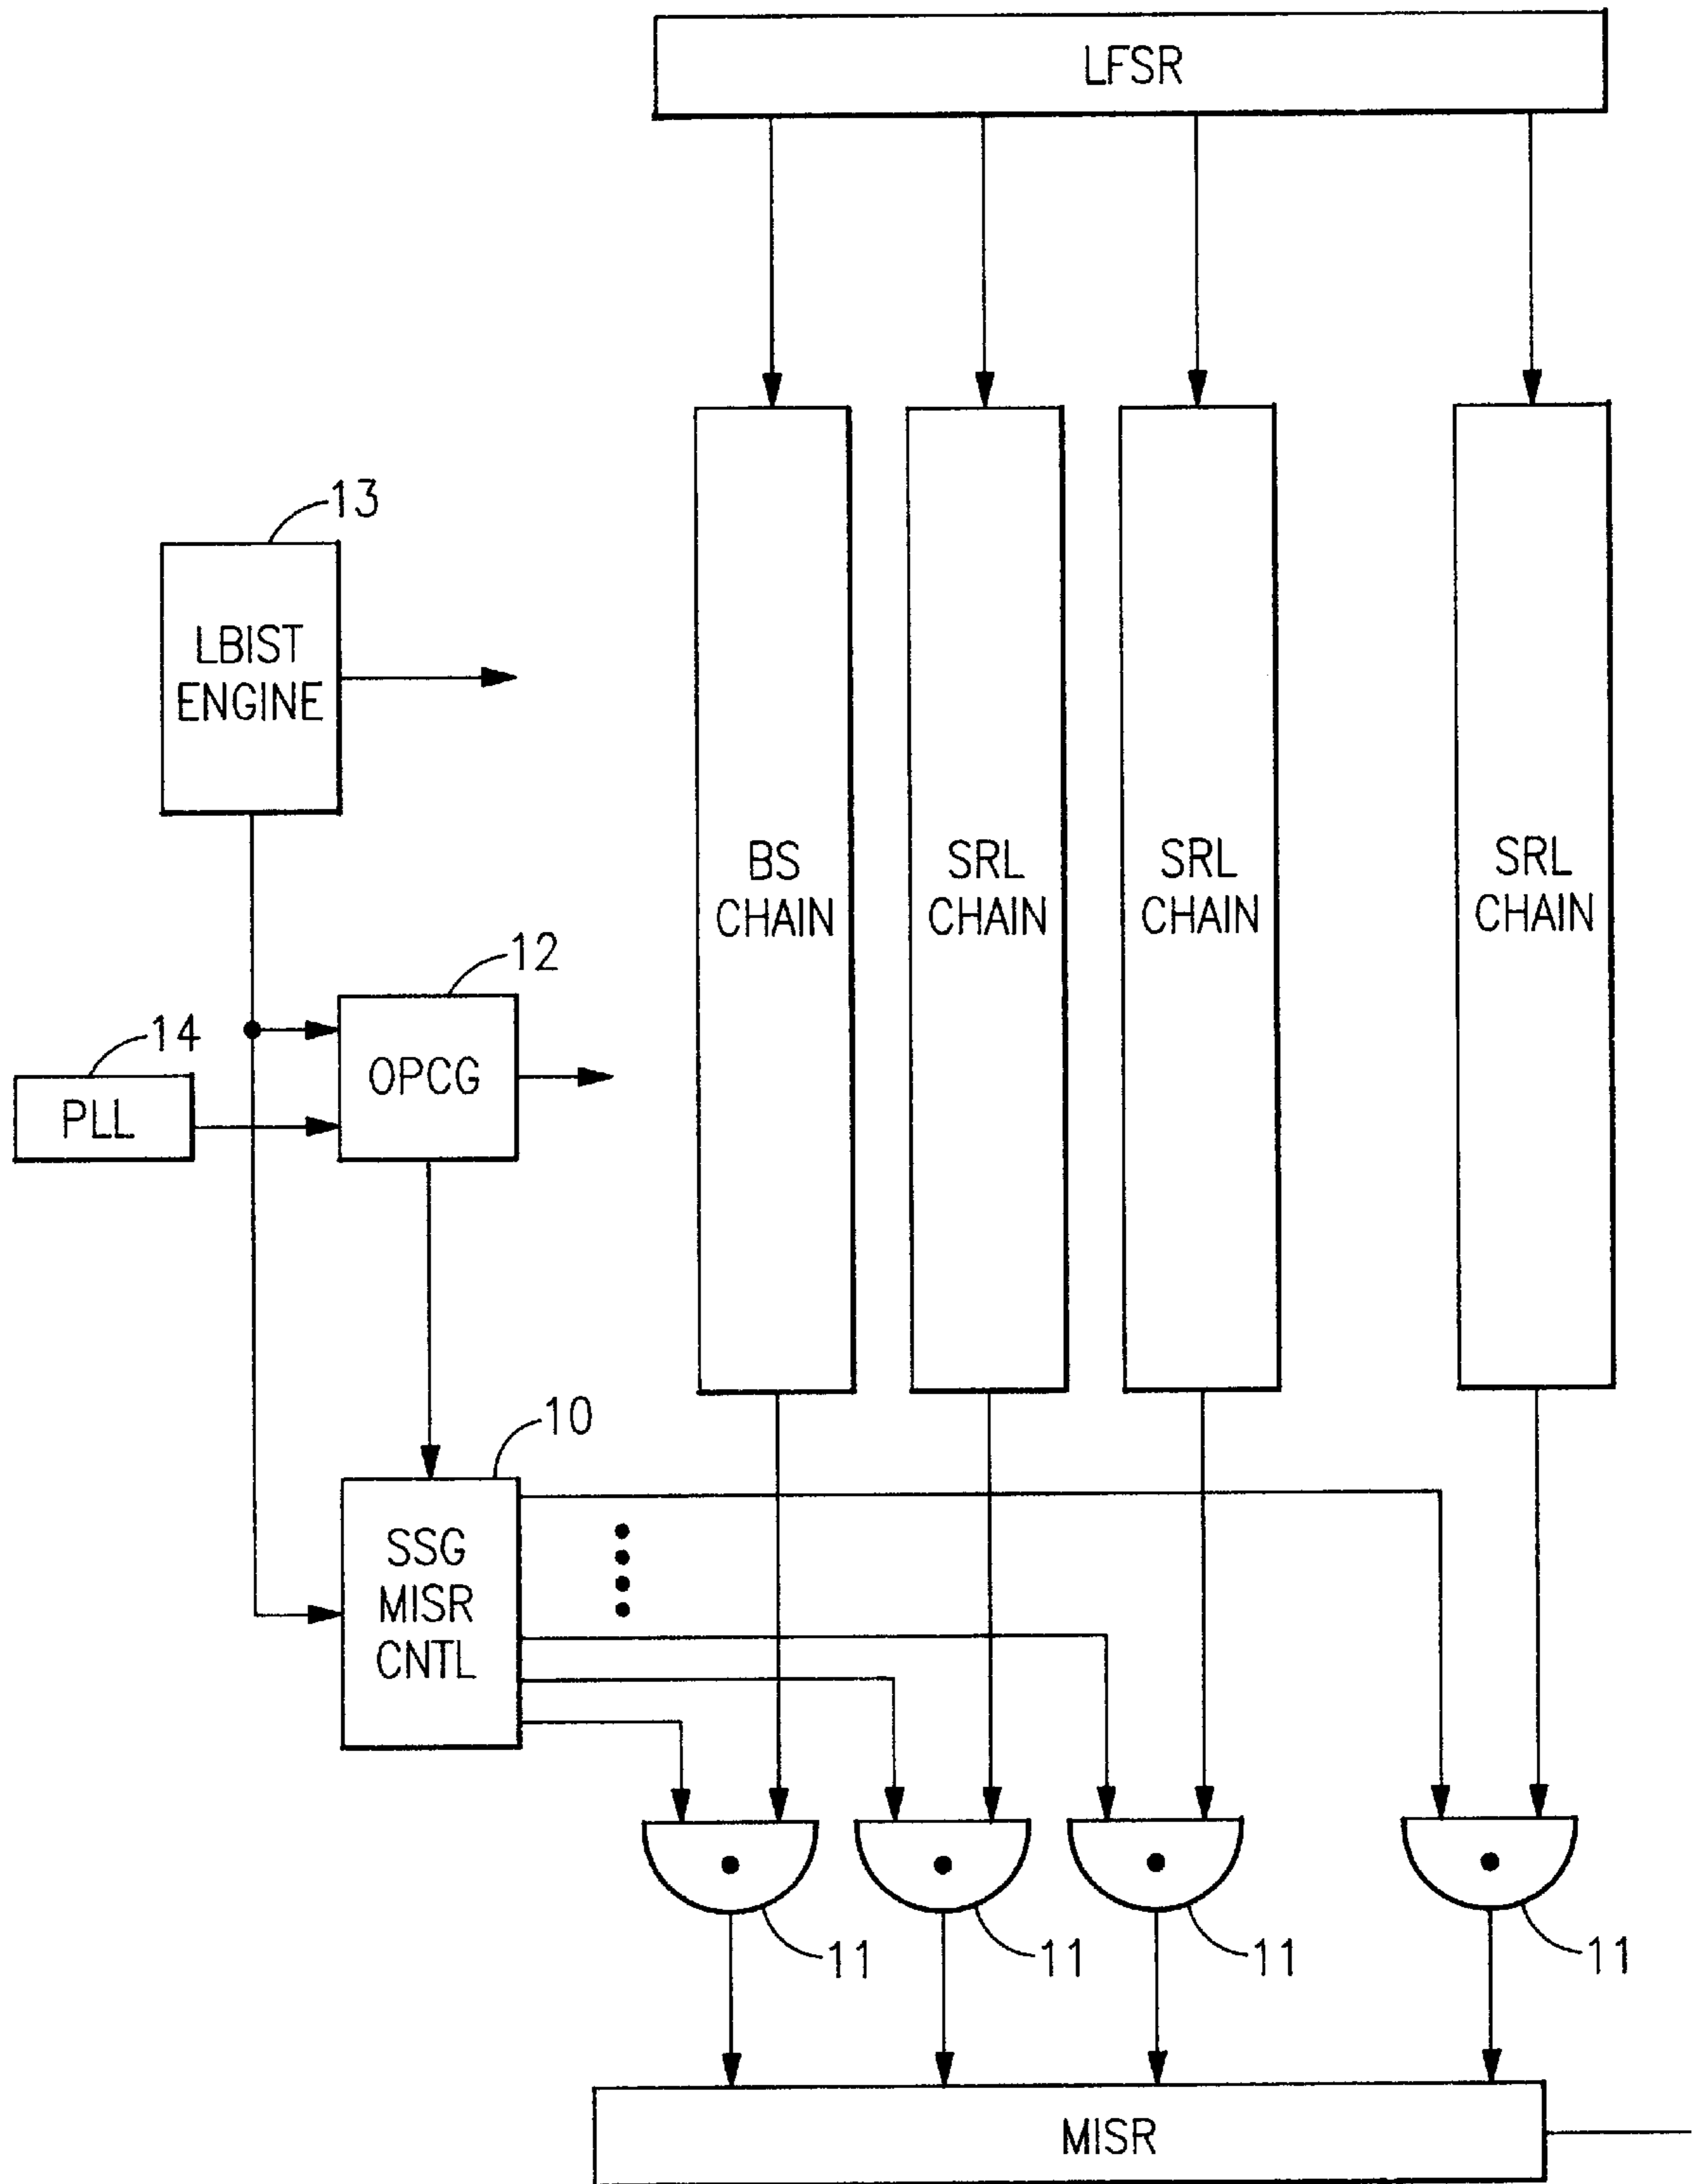 LFSR
13
LBIST
ENGINE
BS
CHAIN
SRL
CHAIN
SRL
CHAIN
SRL
CHAIN
12
14
OPCG
PLL
10
SSG
MISR
CNTL
11
11
11
11
MISR